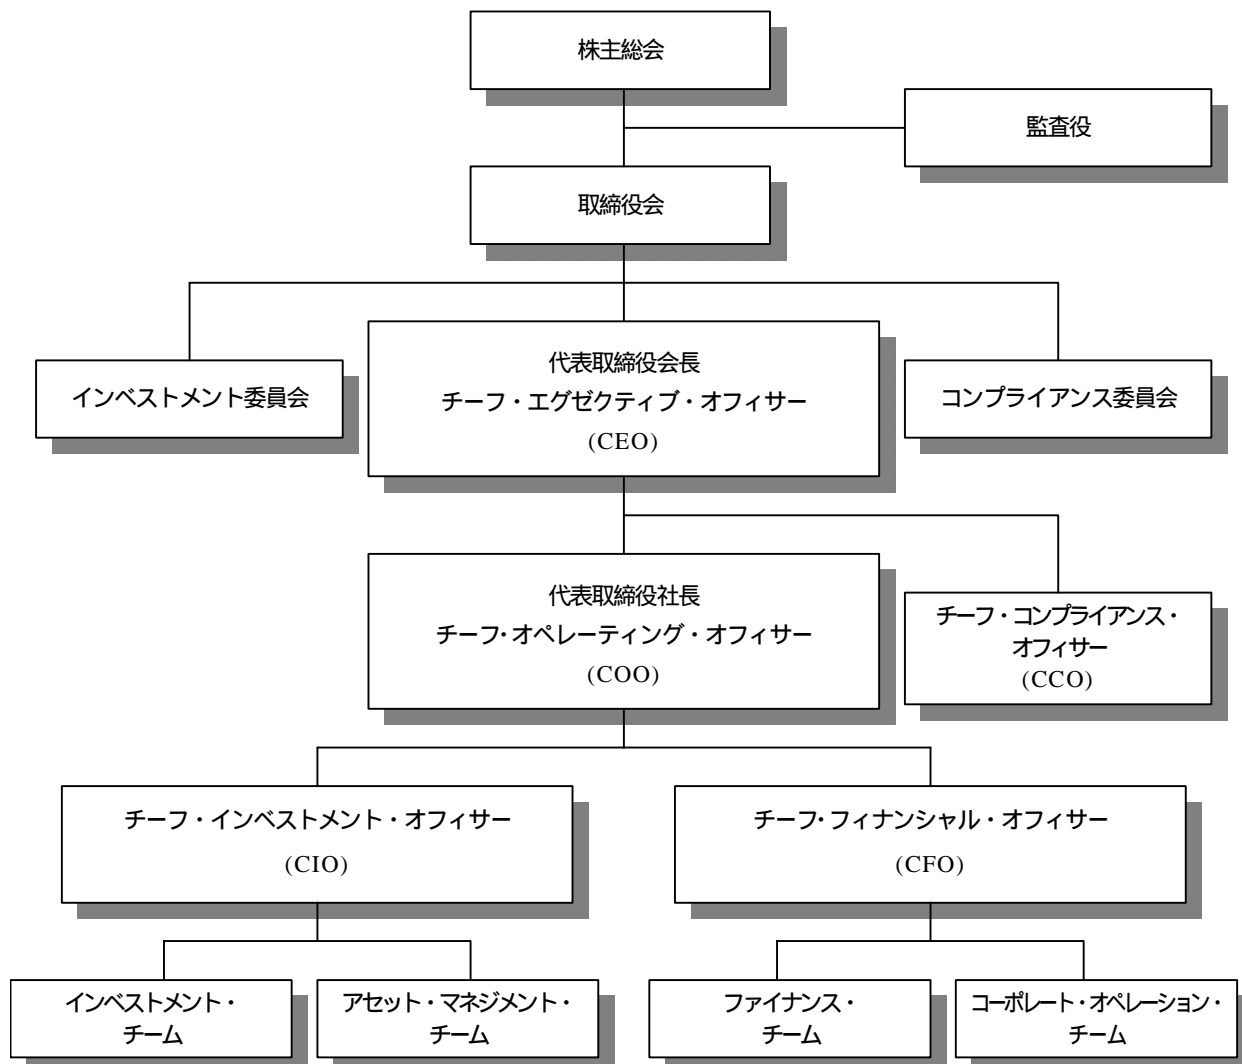 株主総会
監査役
取締役会
インベストメント委員会
代表取締役会長
チーフ・エグゼクティブ・オフィサー
(CEO)
コンプライアンス委員会
代表取締役社長
チーフ・オペレーティング・オフィサー
(COO)
チーフ・コンプライアンス・
オフィサー
(CCO)
チーフ・インベストメント・オフィサー
(CIO)
チーフ・フィナンシャル・オフィサー
(CFO)
インベストメント・
チーム
アセット・マネジメント・
チーム
ファイナンス・
チーム
コーポレート・オペレーション・
チーム